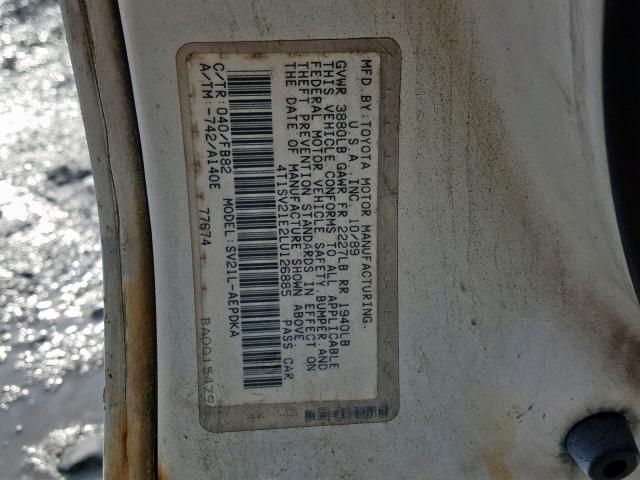 MFD BY: TOYOTA MOTOR MANUFACTURING.
U.S.A. INC. 10/89
GVWR 3880LB GAWR FR 2227LB RR 1940LB
THIS VEHICLE CONFORMS TO ALL APPLICABLE
FEDERAL MOTOR VEHICLE SAFETY, BUMPER AND
THEFT PREVENTION STANDARDS IN EFFECT ON
THE DATE OF MANUFACTURE SHOWN ABOVE.
4T1SV21E2LU126885 PASS CAR
MODEL: SV21L-AEPDKA
C/TR: 040/FB82
A/TM: -742/A140E 77674
BA0015479